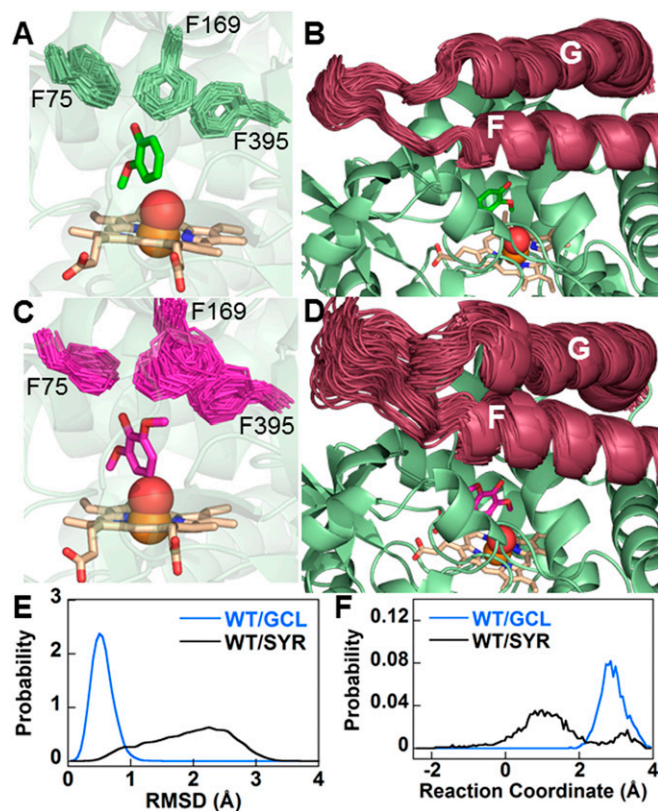 A
F169
F75
F395
B
G
F
C
F169
F75
F395
D
G
F
E
3
2
1
0
Probability
WT/GCL
WT/SYR
0 1 2 3 4
RMSD (Å)
F
0.12
0.08
0.04
0
Probability
WT/GCL
WT/SYR
-2 0 2 4
Reaction Coordinate (Å)